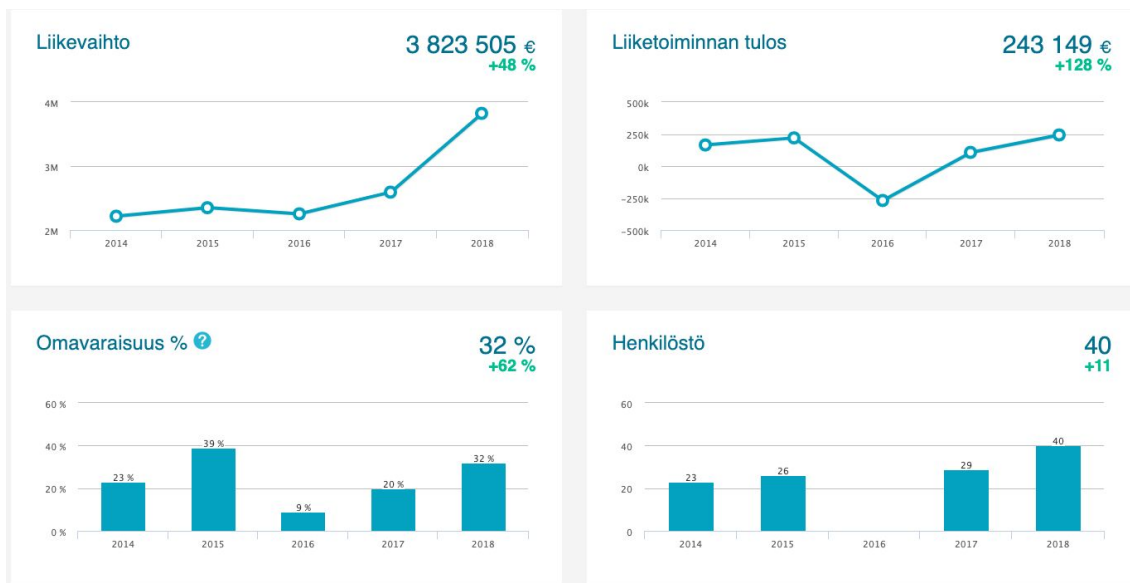 Liikevaihto
3 823 505 €
+48 %
4M
3M
2M
2014 2015 2016 2017 2018
Liiketoiminnan tulos
243 149 €
+128 %
500k
250k
0k
−250k
−500k
2014 2015 2016 2017 2018
Omavaraisuus % ?
32 %
+62 %
60 %
40 %
20 %
0 %
23 % 39 % 9 % 20 % 32 %
2014 2015 2016 2017 2018
Henkilöstö
40
+11
60
40
20
0
23 26 29 40
2014 2015 2016 2017 2018